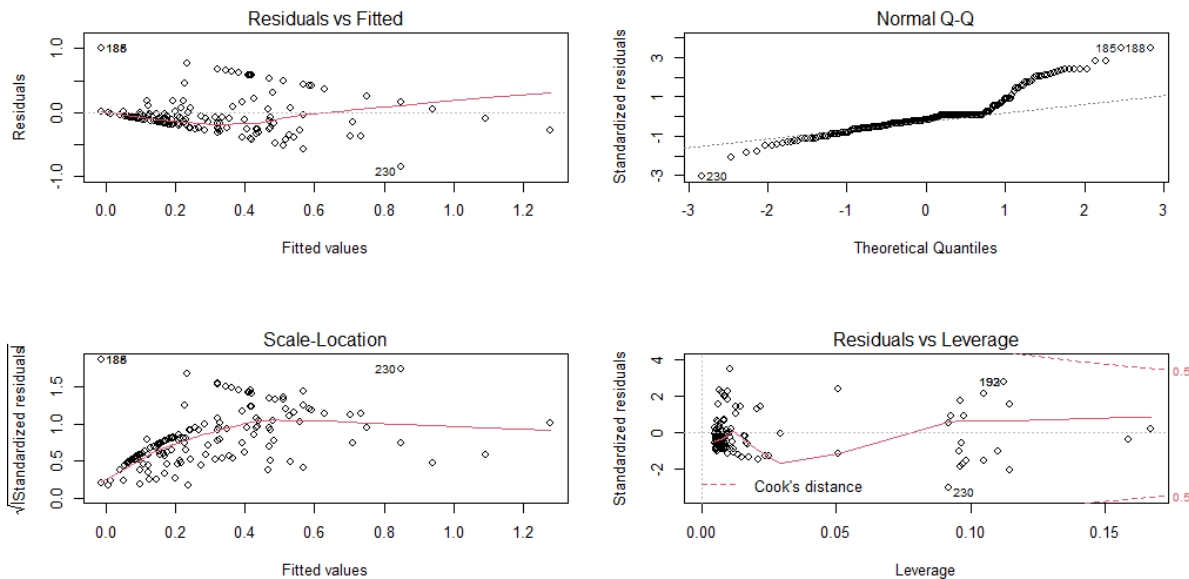 Residuals vs Fitted
Residuals
-1.0 0.0 1.0
188
230
0.0 0.2 0.4 0.6 0.8 1.0 1.2
Fitted values
Normal Q-Q
Standardized residuals
-3 -1 1 3
185 188
230
-3 -2 -1 0 1 2 3
Theoretical Quantiles
Scale-Location
√|Standardized residuals|
0.0 0.5 1.0 1.5
188
230
0.0 0.2 0.4 0.6 0.8 1.0 1.2
Fitted values
Residuals vs Leverage
Standardized residuals
-2 0 2 4
230
Cook's distance
0.5
0.5
0.00 0.05 0.10 0.15
Leverage